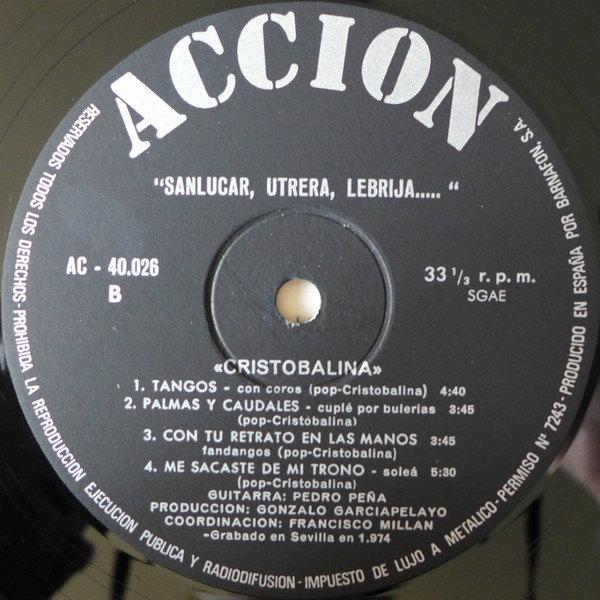 ACCION
"SANLUCAR, UTRERA, LEBRIJA..... "
AC - 40.026
B
33 1/3 r. p. m.
SGAE
«CRISTOBALINA»
1. TANGOS - con coros (pop-Cristobalina) 4:40
2. PALMAS Y CAUDALES - cuplé por bulerias 3:45
(pop-Cristobalina)
3. CON TU RETRATO EN LAS MANOS 3:45
fandangos (pop-Cristobalina)
4. ME SACASTE DE MI TRONO - soleá 5:30
(pop-Cristobalina)
GUITARRA: PEDRO PEÑA
PRODUCCION: GONZALO GARCIAPELAYO
COORDINACION: FRANCISCO MILLAN
-Grabado en Sevilla en 1.974
RESERVADOS TODOS LOS DERECHOS - PROHIBIDA LA REPRODUCCION EJECUCION PUBLICA Y RADIODIFUSION - IMPUESTO DE LUJO A METALICO - PERMISO Nº 7243 - PRODUCIDO EN ESPAÑA POR BARNAFON, S.A.